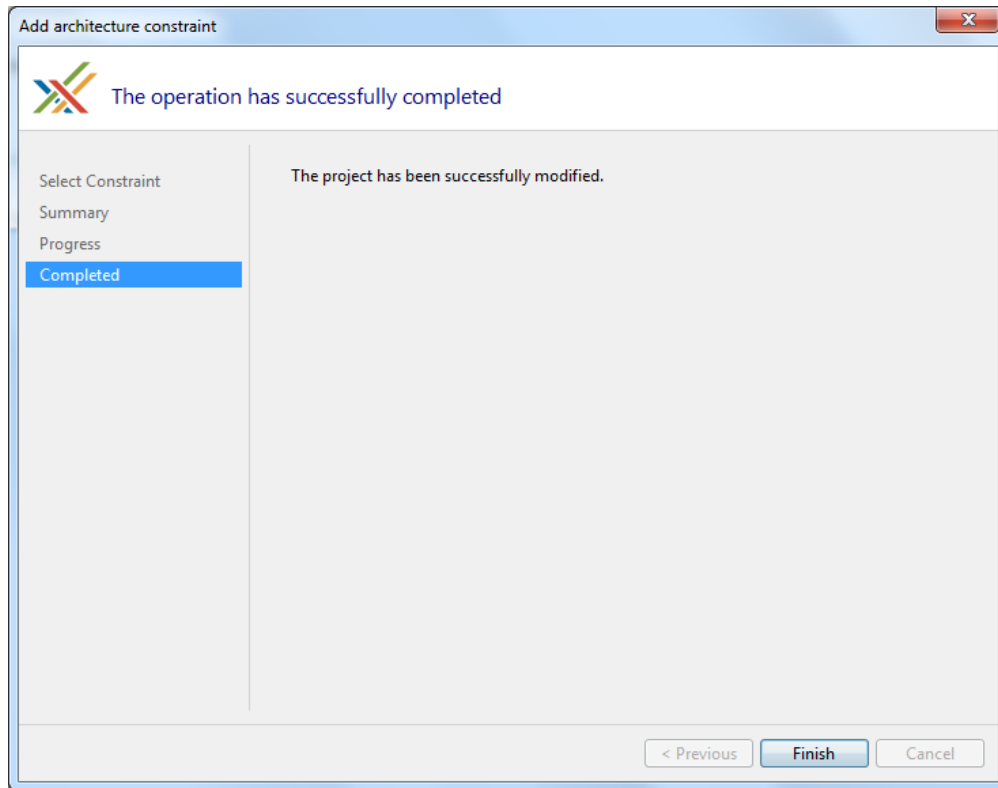 Add architecture constraint
The operation has successfully completed
Select Constraint
The project has been successfully modified.
Summary
Progress
Completed
< Previous
Finish
Cancel